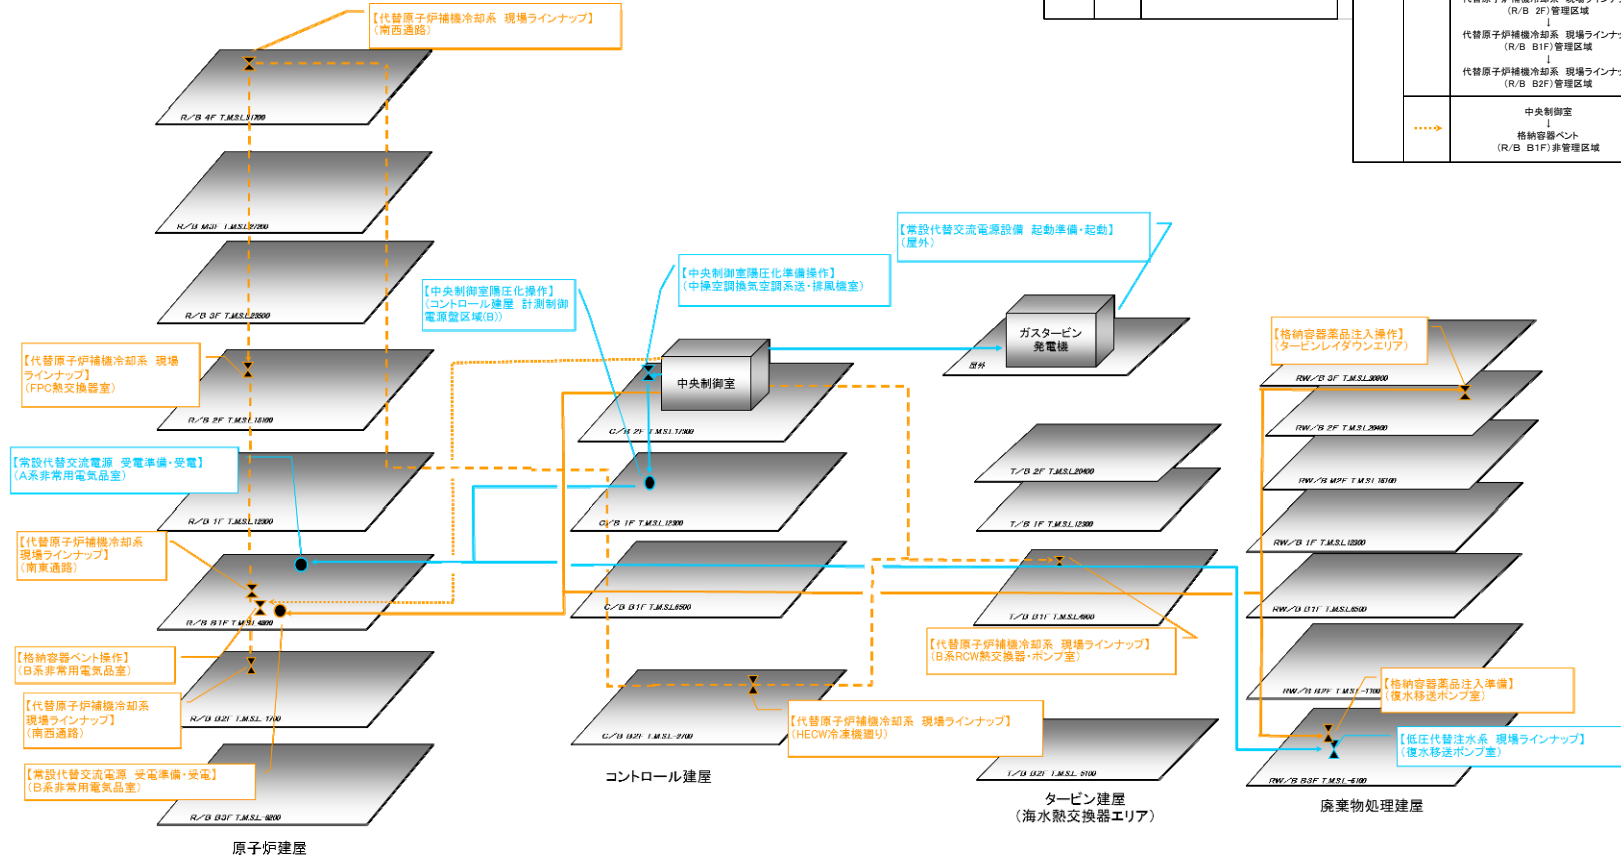 【代替原子炉補機冷却系 現場ラインナップ】
(南西通路)
R/B 4F T.M.S.L.31700
R/B M3F T.M.S.L.27200
R/B 3F T.M.S.L.23500
【代替原子炉補機冷却系 現場
ラインナップ】
(FPC熱交換器室)
R/B 2F T.M.S.L.18100
【常設代替交流電源 受電準備・受電】
(A系非常用電気品室)
R/B 1F T.M.S.L.12300
【代替原子炉補機冷却系
現場ラインナップ】
(南東通路)
R/B B1F T.M.S.L.4800
【格納容器ベント操作】
(B系非常用電気品室)
【代替原子炉補機冷却系
現場ラインナップ】
(南西通路)
R/B B2F T.M.S.L.-1700
【常設代替交流電源 受電準備・受電】
(B系非常用電気品室)
R/B B3F T.M.S.L.-8200
原子炉建屋
【中央制御室陽圧化操作】
(コントロール建屋 計測制御
電源盤区域(B))
【中央制御室陽圧化準備操作】
(中操空調換気空調系送・排風機室)
中央制御室
C/B 2F T.M.S.L.17300
C/B 1F T.M.S.L.12300
C/B B1F T.M.S.L.6500
C/B B2F T.M.S.L.-2700
【代替原子炉補機冷却系 現場ラインナップ】
(HECW冷凍機廻り)
コントロール建屋
【常設代替交流電源設備 起動準備・起動】
(屋外)
ガスタービン
発電機
屋外
T/B 2F T.M.S.L.20400
T/B 1F T.M.S.L.12300
T/B B1F T.M.S.L.4900
【代替原子炉補機冷却系 現場ラインナップ】
(B系RCW熱交換器・ポンプ室)
T/B B2F T.M.S.L.-5100
タービン建屋
(海水熱交換器エリア)
【格納容器薬品注入操作】
(タービンレイダウンエリア)
RW/B 3F T.M.S.L.30900
RW/B 2F T.M.S.L.20400
RW/B M2F T.M.S.L.16100
RW/B 1F T.M.S.L.12300
RW/B B1F T.M.S.L.6500
RW/B B2F T.M.S.L.-1100
【格納容器薬品注入準備】
(復水移送ポンプ室)
【低圧代替注水系 現場ラインナップ】
(復水移送ポンプ室)
RW/B B3F T.M.S.L.-6100
廃棄物処理建屋
(R/B 2F)管理区域
↓
代替原子炉補機冷却系 現場ラインナッ
(R/B B1F)管理区域
↓
代替原子炉補機冷却系 現場ラインナッ
(R/B B2F)管理区域
中央制御室
↓
格納容器ベント
(R/B B1F)非管理区域